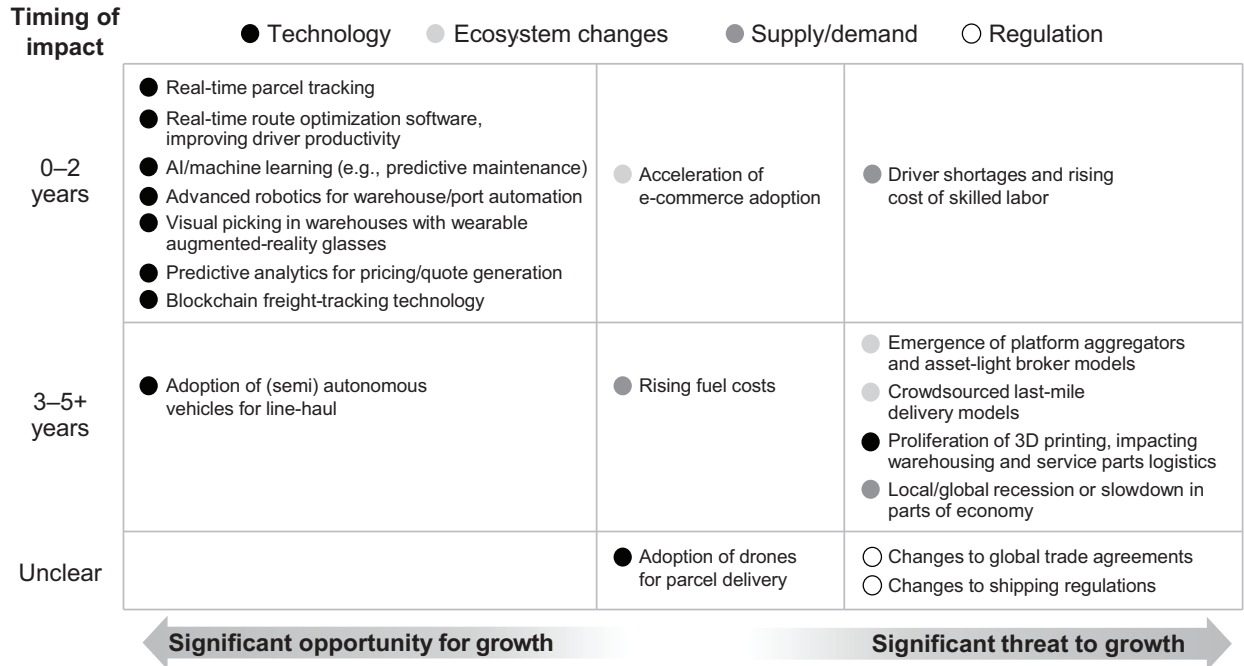 Timing of
impact
Technology
Ecosystem changes
Supply/demand
Regulation
0–2
years
Real-time parcel tracking
Real-time route optimization software,
improving driver productivity
AI/machine learning (e.g., predictive maintenance)
Advanced robotics for warehouse/port automation
Visual picking in warehouses with wearable
augmented-reality glasses
Predictive analytics for pricing/quote generation
Blockchain freight-tracking technology
Acceleration of
e-commerce adoption
Driver shortages and rising
cost of skilled labor
3–5+
years
Adoption of (semi) autonomous
vehicles for line-haul
Rising fuel costs
Emergence of platform aggregators
and asset-light broker models
Crowdsourced last-mile
delivery models
Proliferation of 3D printing, impacting
warehousing and service parts logistics
Local/global recession or slowdown in
parts of economy
Unclear
Adoption of drones
for parcel delivery
Changes to global trade agreements
Changes to shipping regulations
Significant opportunity for growth
Significant threat to growth